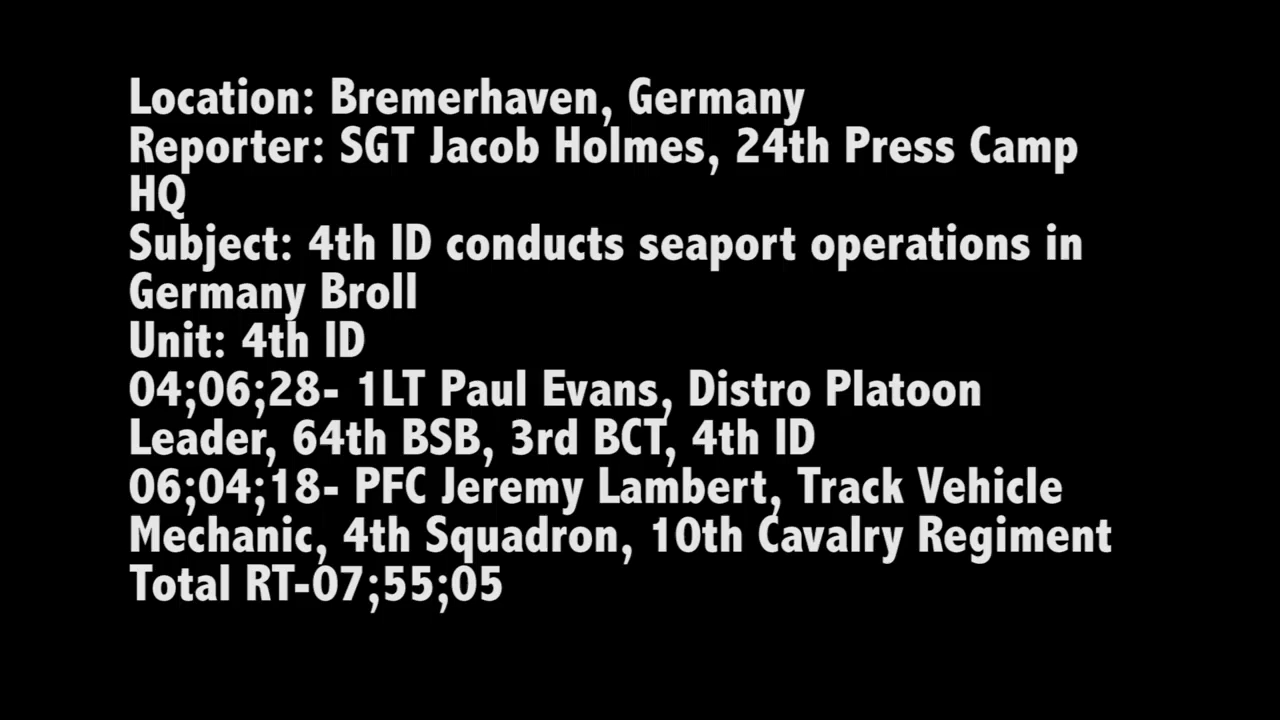 Location: Bremerhaven, Germany
Reporter: SGT Jacob Holmes, 24th Press Camp
HQ
Subject: 4th ID conducts seaport operations in
Germany Broll
Unit: 4th ID
04;06;28- 1LT Paul Evans, Distro Platoon
Leader, 64th BSB, 3rd BCT, 4th ID
06;04;18- PFC Jeremy Lambert, Track Vehicle
Mechanic, 4th Squadron, 10th Cavalry Regiment
Total RT-07;55;05